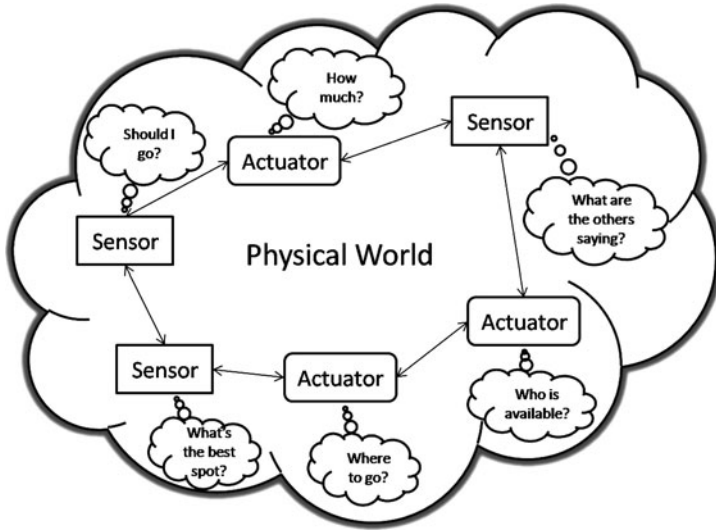 How
much?
Should I
go?
Actuator
Sensor
What are
the others
saying?
Sensor
Physical World
Actuator
Sensor
Actuator
Who is
available?
What's
the best
spot?
Where
to go?